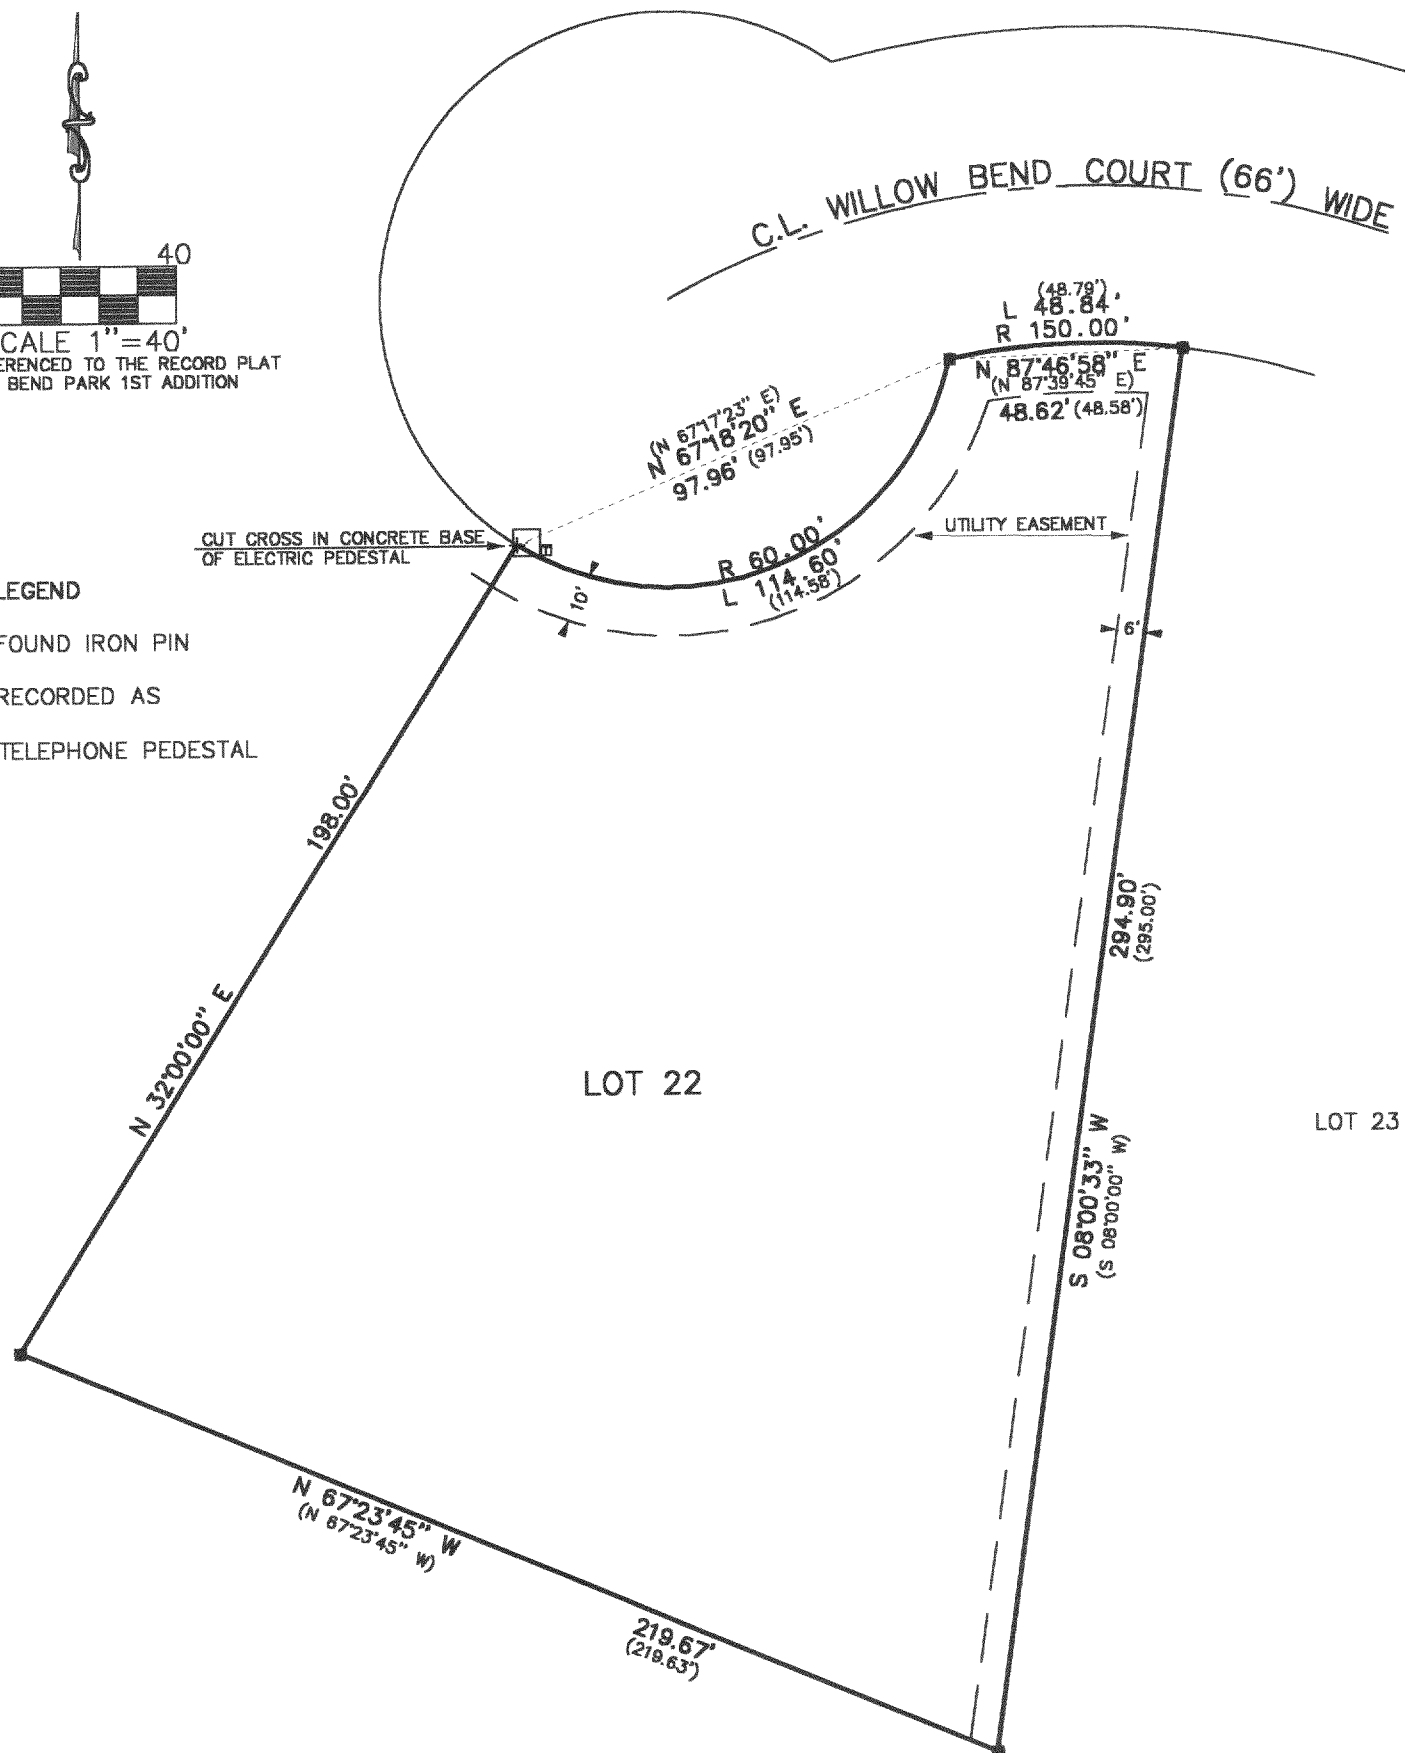 40
CALE 1"=40'
ERENCED TO THE RECORD PLAT
BEND PARK 1ST ADDITION
C.L. WILLOW BEND COURT (66') WIDE
(48.79')
L 48.84'
R 150.00'
N 87°46'58" E
(N 87°39'45" E)
48.62' (48.58')
(N 67°17'23" E)
N 67°18'20" E
97.96' (97.95')
CUT CROSS IN CONCRETE BASE
OF ELECTRIC PEDESTAL
E
UTILITY EASEMENT
R 60.00'
L 114.60'
(114.58')
10'
6'
LEGEND
FOUND IRON PIN
RECORDED AS
TELEPHONE PEDESTAL
198.00'
N 32°00'00" E
294.90'
(295.00')
LOT 22
LOT 23
S 08°00'33" W
(S 08°00'00" W)
N 67°23'45" W
(N 67°23'45" W)
219.67'
(219.63')